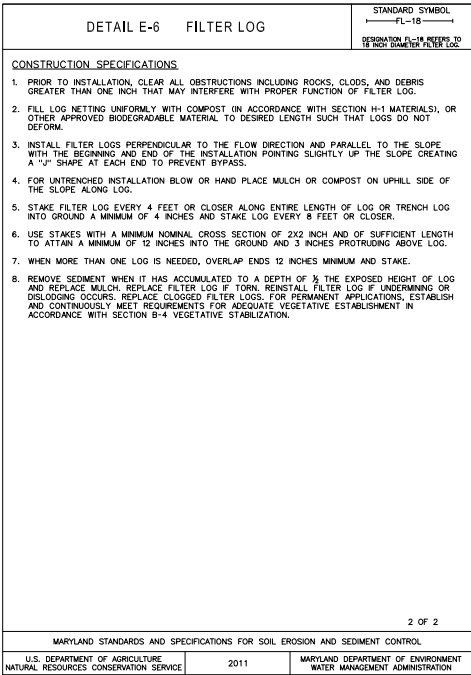 DETAIL E-6 FILTER LOG
STANDARD SYMBOL
FL-18
DESIGNATION FL-18 REFERS TO
18 INCH DIAMETER FILTER LOG.
CONSTRUCTION SPECIFICATIONS
1. PRIOR TO INSTALLATION, CLEAR ALL OBSTRUCTIONS INCLUDING ROCKS, CLODS, AND DEBRIS
GREATER THAN ONE INCH THAT MAY INTERFERE WITH PROPER FUNCTION OF FILTER LOG.
2. FILL LOG NETTING UNIFORMLY WITH COMPOST (IN ACCORDANCE WITH SECTION H-1 MATERIALS), OR
OTHER APPROVED BIODEGRADABLE MATERIAL TO DESIRED LENGTH SUCH THAT LOGS DO NOT
DEFORM.
3. INSTALL FILTER LOGS PERPENDICULAR TO THE FLOW DIRECTION AND PARALLEL TO THE SLOPE
WITH THE BEGINNING AND END OF THE INSTALLATION POINTING SLIGHTLY UP THE SLOPE CREATING
A "J" SHAPE AT EACH END TO PREVENT BYPASS.
4. FOR UNTRENCHED INSTALLATION BLOW OR HAND PLACE MULCH OR COMPOST ON UPHILL SIDE OF
THE SLOPE ALONG LOG.
5. STAKE FILTER LOG EVERY 4 FEET OR CLOSER ALONG ENTIRE LENGTH OF LOG OR TRENCH LOG
INTO GROUND A MINIMUM OF 4 INCHES AND STAKE LOG EVERY 8 FEET OR CLOSER.
6. USE STAKES WITH A MINIMUM NOMINAL CROSS SECTION OF 2X2 INCH AND OF SUFFICIENT LENGTH
TO ATTAIN A MINIMUM OF 12 INCHES INTO THE GROUND AND 3 INCHES PROTRUDING ABOVE LOG.
7. WHEN MORE THAN ONE LOG IS NEEDED, OVERLAP ENDS 12 INCHES MINIMUM AND STAKE.
8. REMOVE SEDIMENT WHEN IT HAS ACCUMULATED TO A DEPTH OF ½ THE EXPOSED HEIGHT OF LOG
AND REPLACE MULCH. REPLACE FILTER LOG IF TORN. REINSTALL FILTER LOG IF UNDERMINING OR
DISLODGING OCCURS. REPLACE CLOGGED FILTER LOGS. FOR PERMANENT APPLICATIONS, ESTABLISH
AND CONTINUOUSLY MEET REQUIREMENTS FOR ADEQUATE VEGETATIVE ESTABLISHMENT IN
ACCORDANCE WITH SECTION B-4 VEGETATIVE STABILIZATION.
2 OF 2
MARYLAND STANDARDS AND SPECIFICATIONS FOR SOIL EROSION AND SEDIMENT CONTROL
U.S. DEPARTMENT OF AGRICULTURE
NATURAL RESOURCES CONSERVATION SERVICE
2011
MARYLAND DEPARTMENT OF ENVIRONMENT
WATER MANAGEMENT ADMINISTRATION